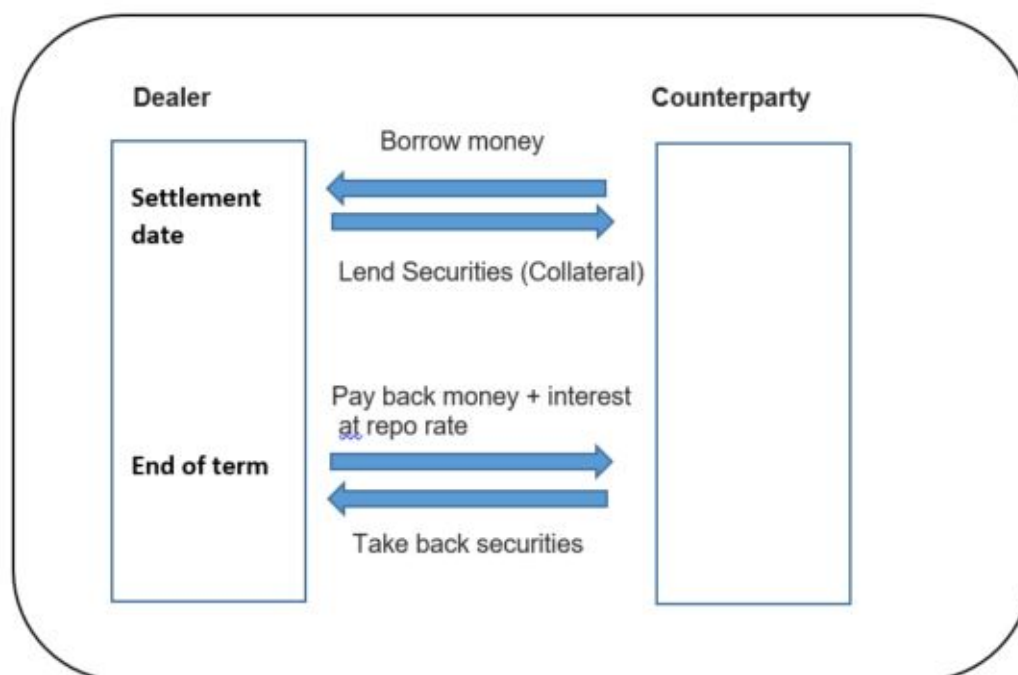 Dealer
Counterparty
Borrow money
Settlement
date
Lend Securities (Collateral)
Pay back money + interest
at repo rate
End of term
Take back securities